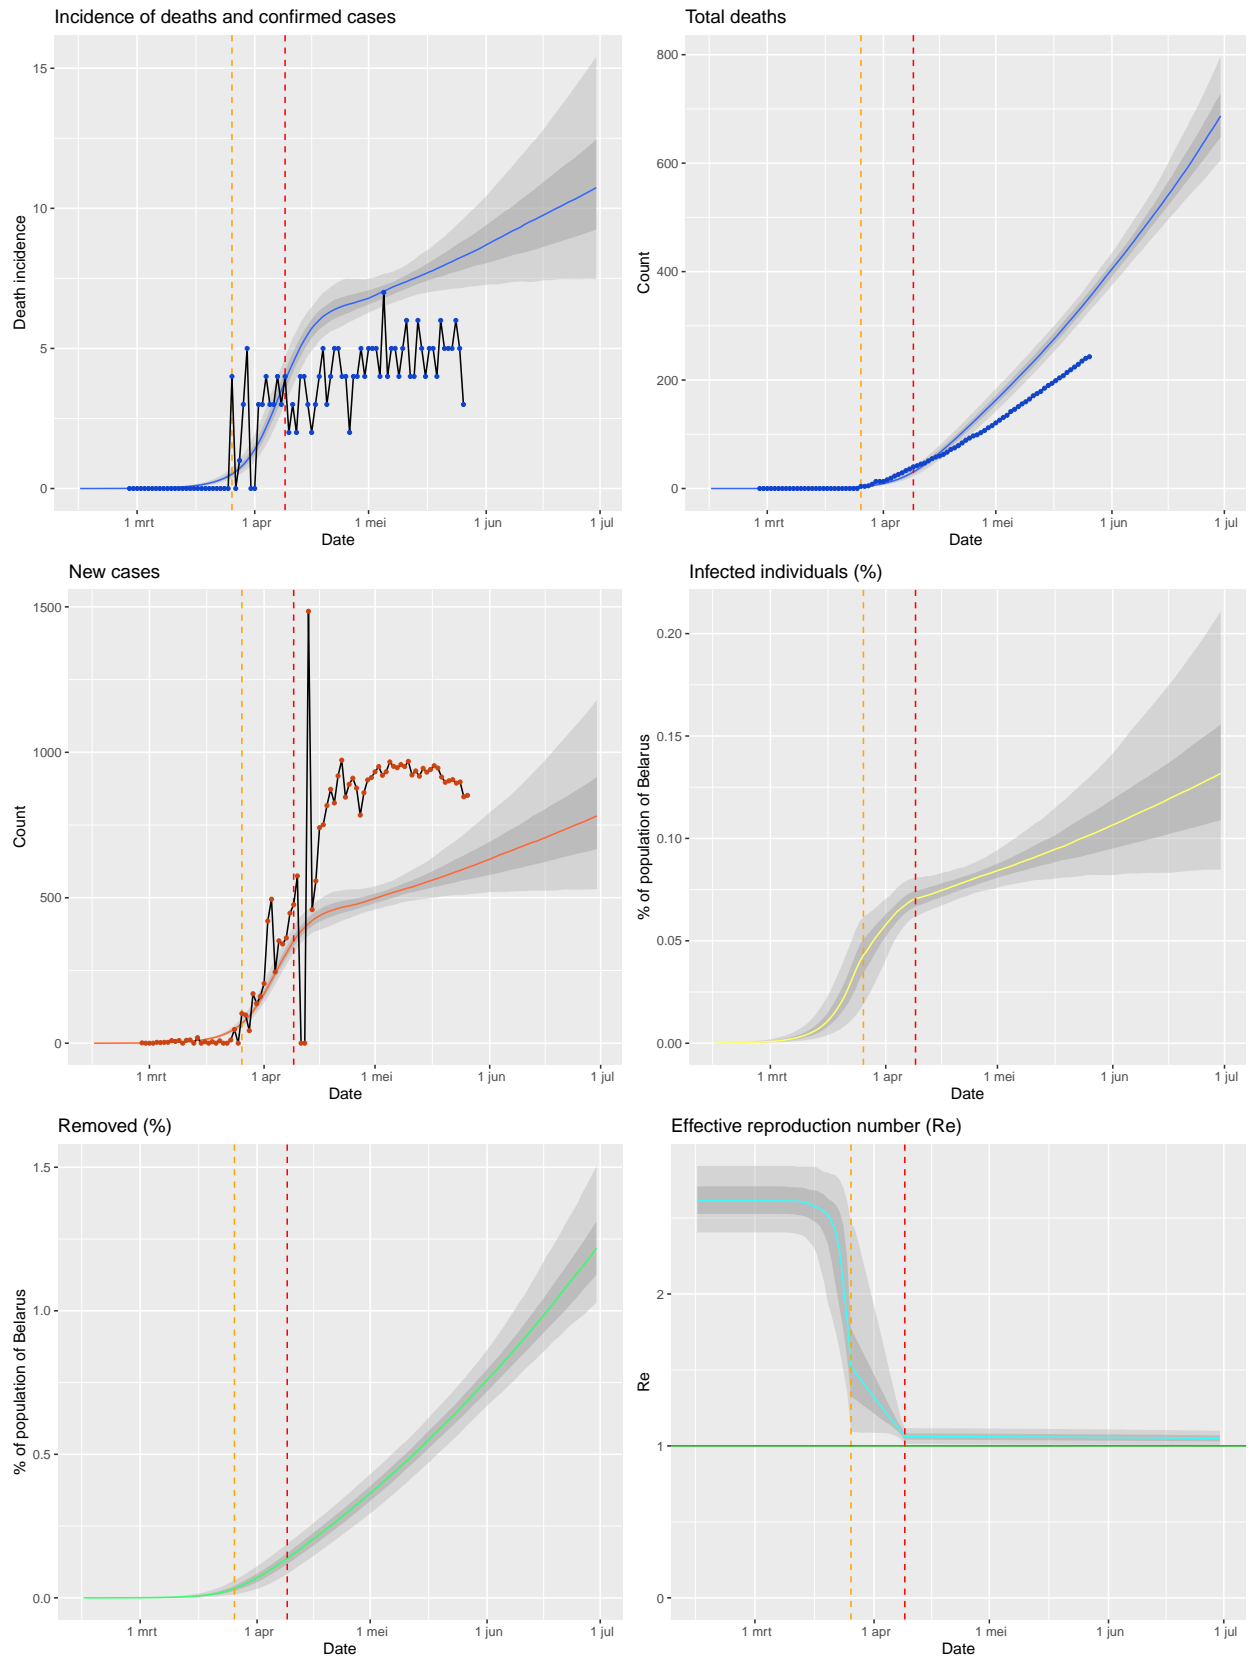 Incidence of deaths and confirmed cases
15
10
5
0
Death incidence
1 mrt 1 apr 1 mei 1 jun 1 jul
Date
Total deaths
800
600
400
200
0
Count
1 mrt 1 apr 1 mei 1 jun 1 jul
Date
New cases
1500
1000
500
0
Count
1 mrt 1 apr 1 mei 1 jun 1 jul
Date
Infected individuals (%)
0.20
0.15
0.10
0.05
0.00
% of population of Belarus
1 mrt 1 apr 1 mei 1 jun 1 jul
Date
Removed (%)
1.5
1.0
0.5
0.0
% of population of Belarus
1 mrt 1 apr 1 mei 1 jun 1 jul
Date
Effective reproduction number (Re)
2
1
0
Re
1 mrt 1 apr 1 mei 1 jun 1 jul
Date